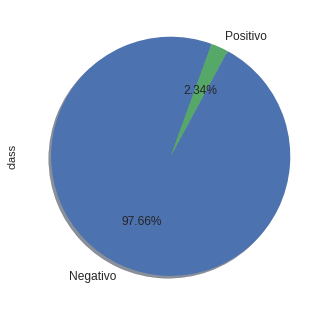 Positivo
2.34%
class
97.66%
Negativo